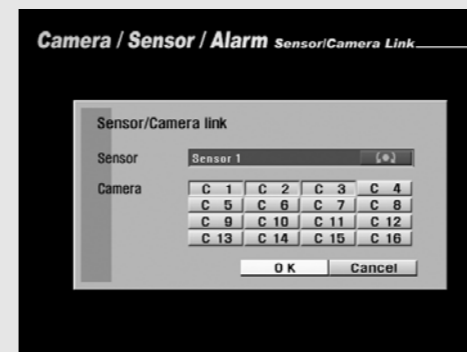 Camera / Sensor / Alarm Sensor/Camera Link
Sensor/Camera link
Sensor Sensor 1
Camera C 1 C 2 C 3 C 4
C 5 C 6 C 7 C 8
C 9 C 10 C 11 C 12
C 13 C 14 C 15 C 16
OK Cancel